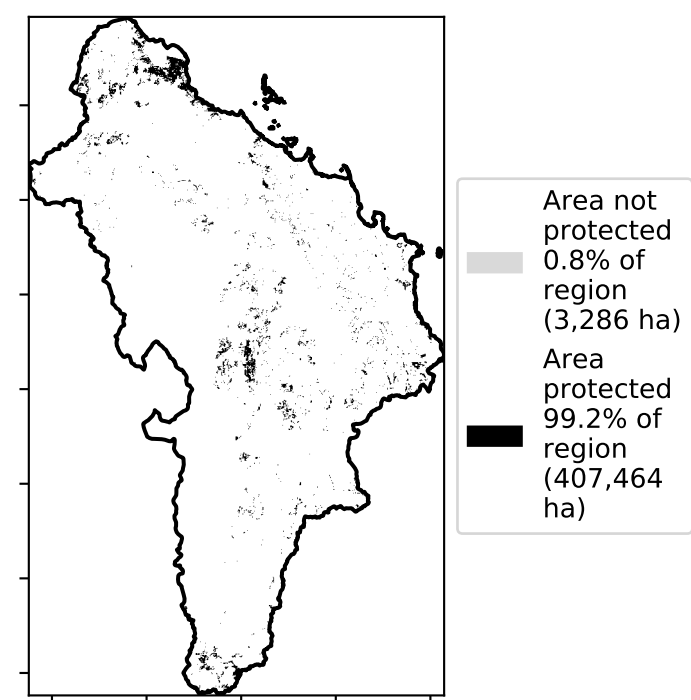 Area not
protected
0.8% of
region
(3,286 ha)
Area
protected
99.2% of
region
(407,464
ha)